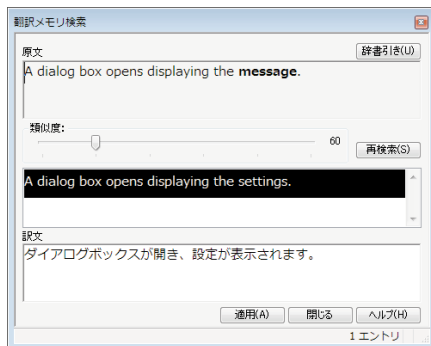 翻訳メモリ検索
原文
辞書引き(U)
A dialog box opens displaying the message.
類似度:
60
再検索(S)
A dialog box opens displaying the settings.
訳文
ダイアログボックスが開き、設定が表示されます。
適用(A) 閉じる ヘルプ(H)
1 エントリ